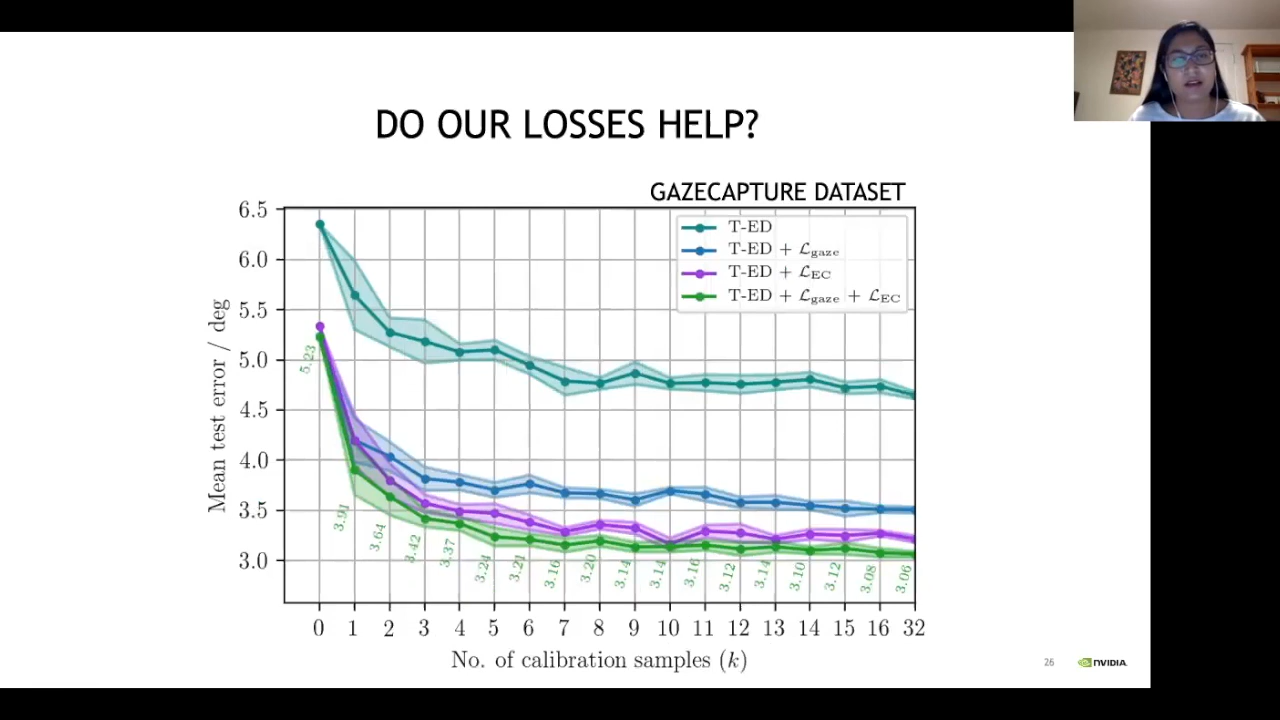 DO OUR LOSSES HELP?
GAZECAPTURE DATASET
6.5
6.0
5.5
5.0
4.5
4.0
3.5
3.0
Mean test error / deg
T-ED
T-ED + ℒgaze
T-ED + ℒEC
T-ED + ℒgaze + ℒEC
5.23
3.91
3.64
3.42
3.37
3.24
3.21
3.16
3.20
3.14
3.14
3.16
3.12
3.14
3.10
3.12
3.08
3.06
0 1 2 3 4 5 6 7 8 9 10 11 12 13 14 15 16 32
No. of calibration samples (k)
26
NVIDIA.